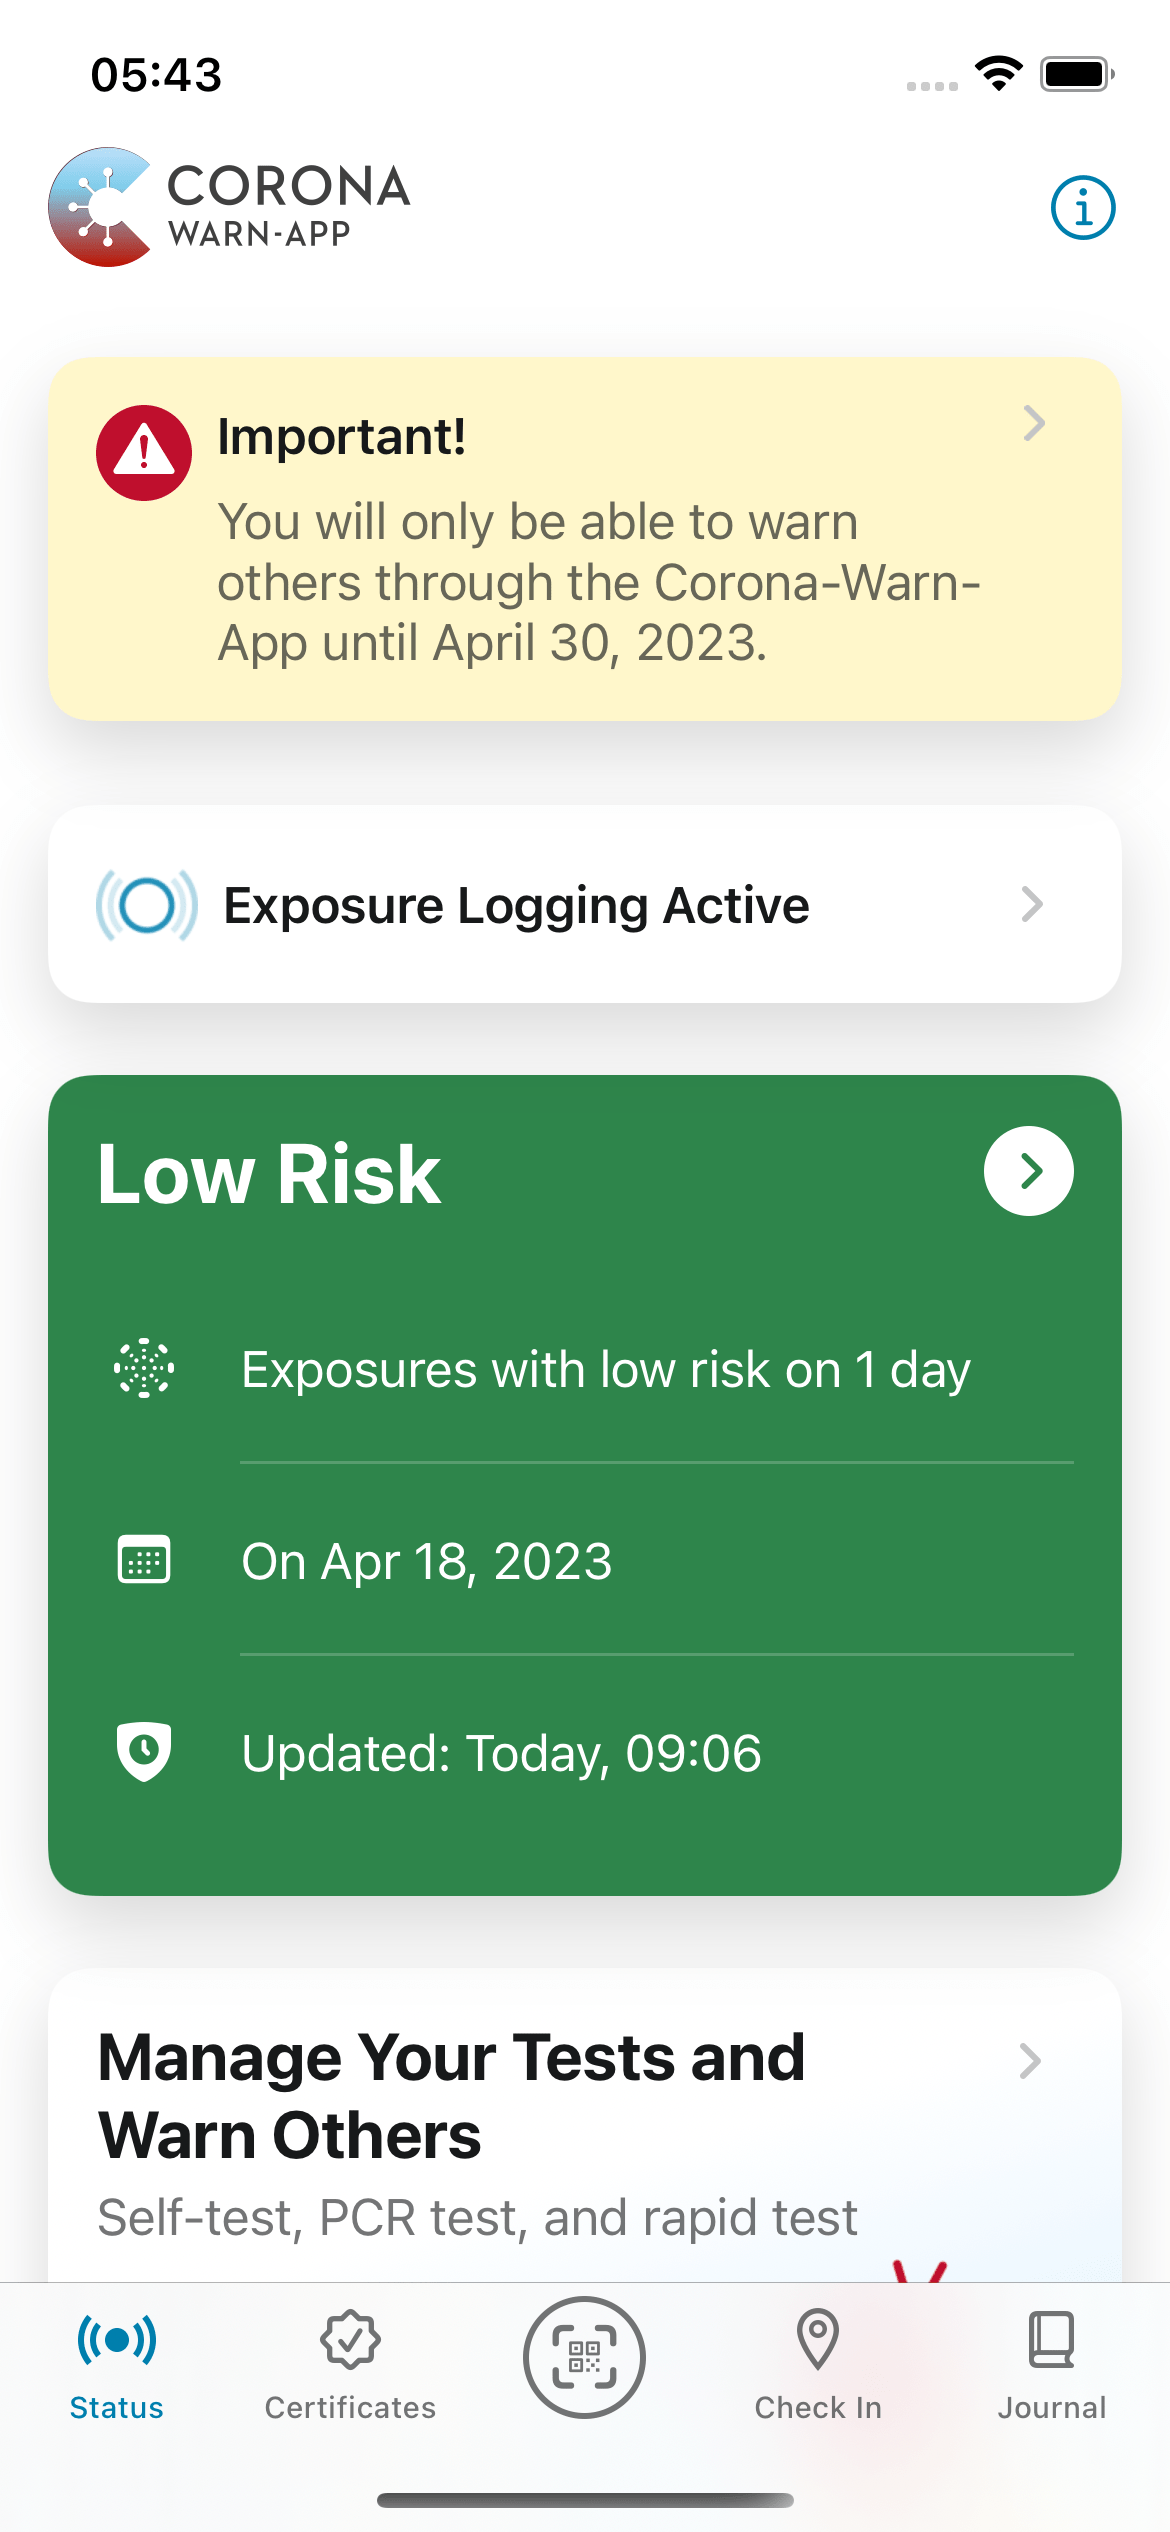 05:43
CORONA
WARN-APP
Important!
You will only be able to warn
others through the Corona-Warn-
App until April 30, 2023.
Exposure Logging Active
Low Risk
Exposures with low risk on 1 day
On Apr 18, 2023
Updated: Today, 09:06
Manage Your Tests and
Warn Others
Self-test, PCR test, and rapid test
Status
Certificates
Check In
Journal